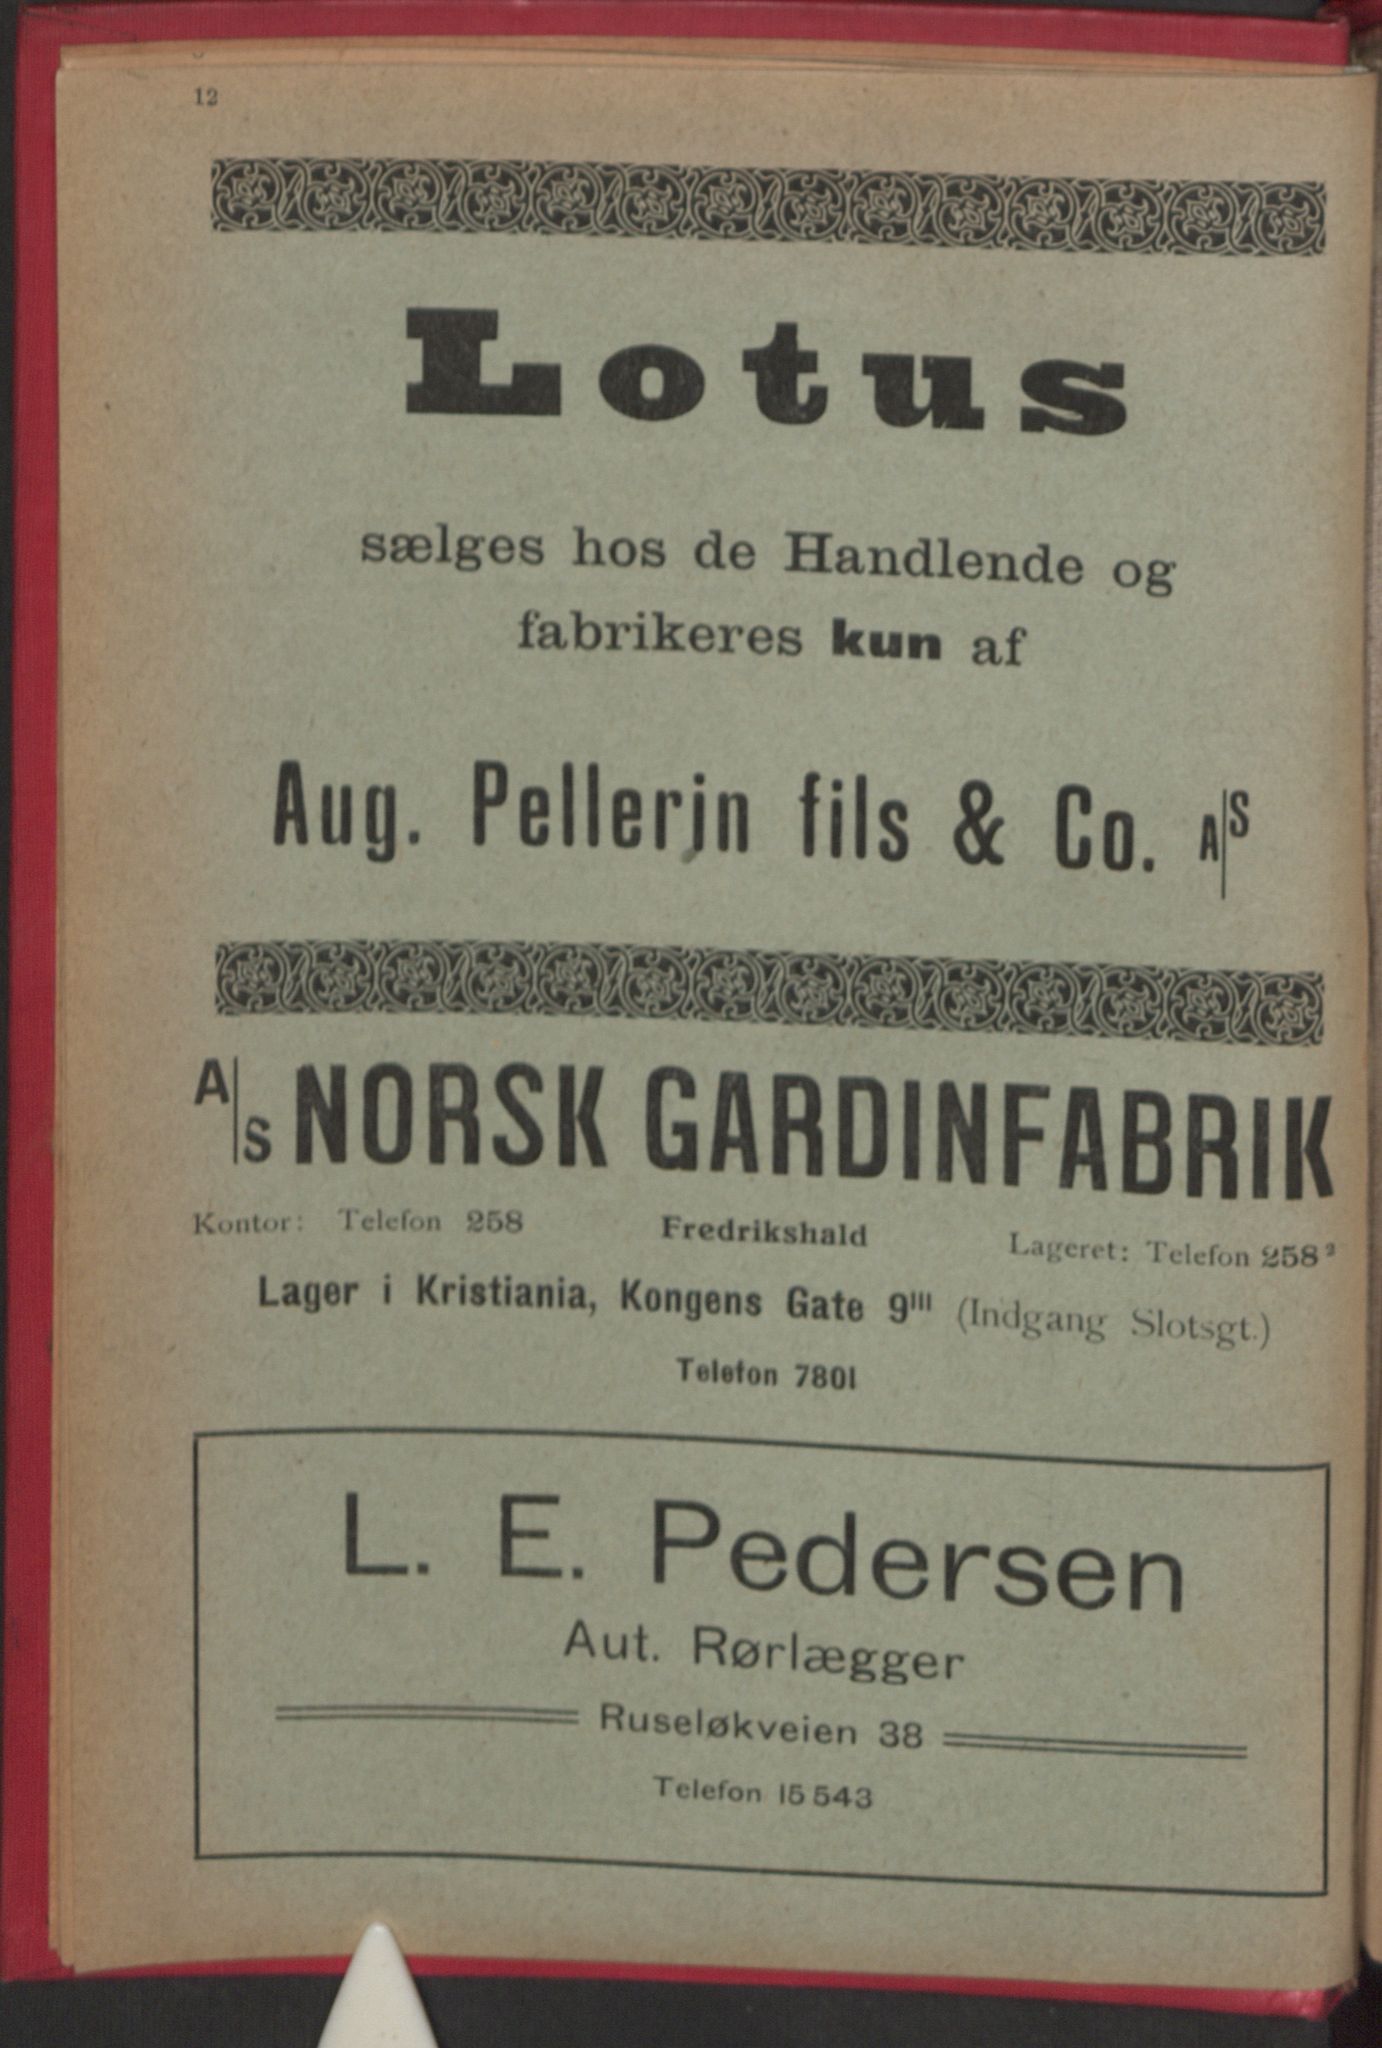 12
Lotus
sælges hos de Handlende og
fabrikeres kun af
Aug. Pellerin fils & Co. A|S
A|S NORSK GARDINFABRIK
Kontor: Telefon 258 Fredrikshald Lageret: Telefon 258²
Lager i Kristiania, Kongens Gate 9ᴵᴵᴵ (Indgang Slotsgt.)
Telefon 7801
L. E. Pedersen
Aut. Rørlægger
Ruseløkveien 38
Telefon 15 543